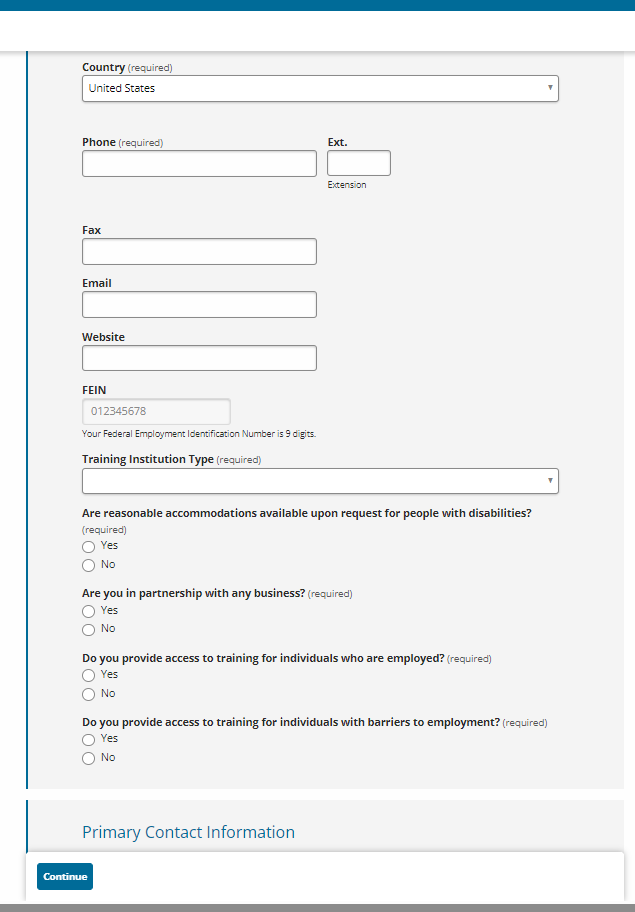 Country (required)
United States
Phone (required)
Ext.
Extension
Fax
Email
Website
FEIN
012345678
Your Federal Employment Identification Number is 9 digits.
Training Institution Type (required)
Are reasonable accommodations available upon request for people with disabilities?
(required)
Yes
No
Are you in partnership with any business? (required)
Yes
No
Do you provide access to training for individuals who are employed? (required)
Yes
No
Do you provide access to training for individuals with barriers to employment? (required)
Yes
No
Primary Contact Information
Continue